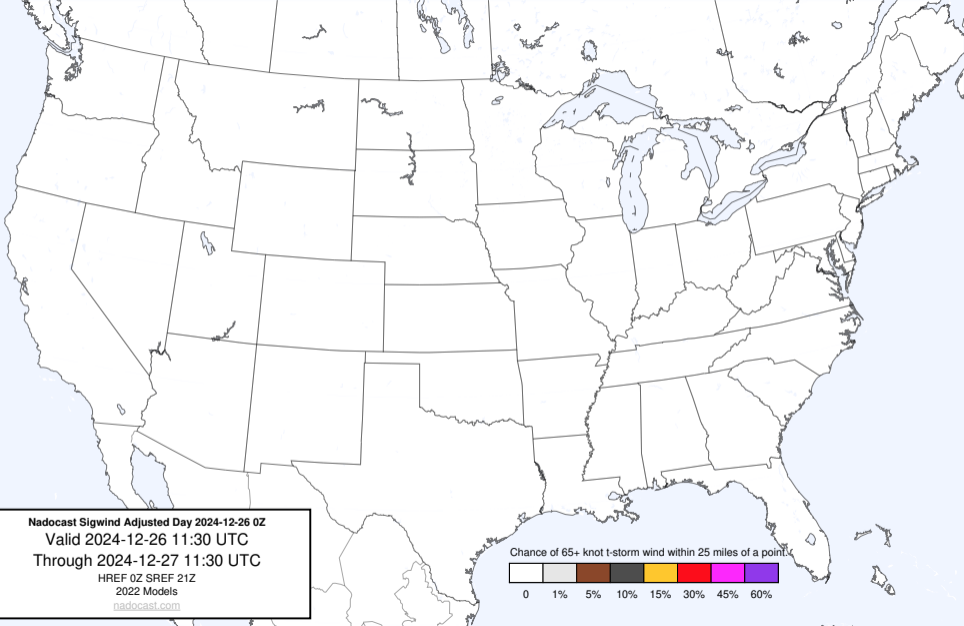 Nadocast Sigwind Adjusted Day 2024-12-26 0Z
Valid 2024-12-26 11:30 UTC
Through 2024-12-27 11:30 UTC
HREF 0Z SREF 21Z
2022 Models
nadocast.com
Chance of 65+ knot t-storm wind within 25 miles of a point.
0 1% 5% 10% 15% 30% 45% 60%